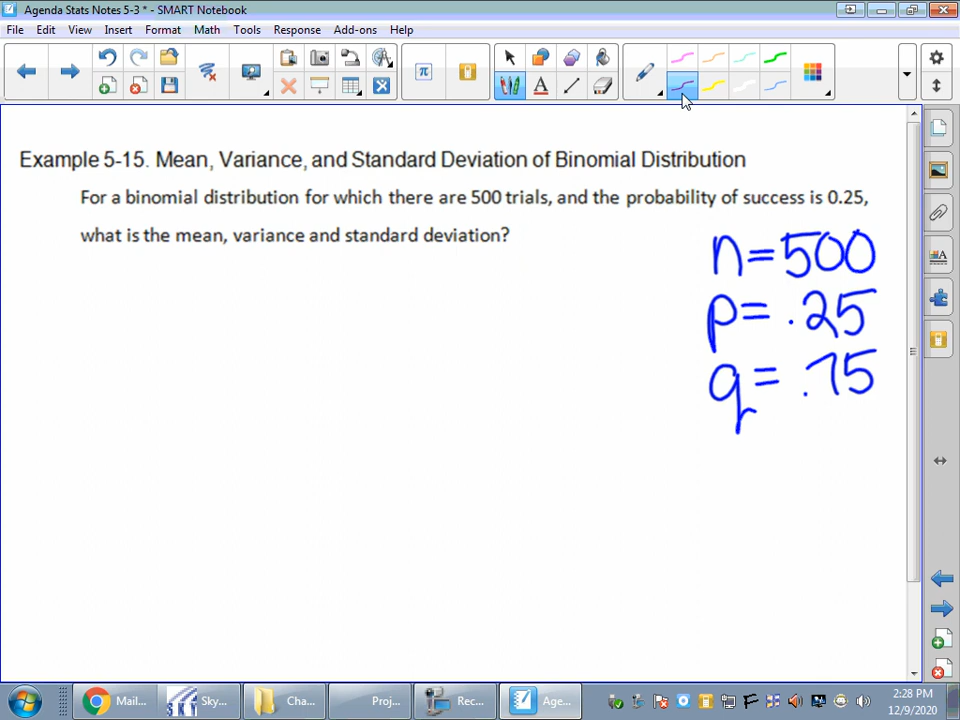 Agenda Stats Notes 5-3 * - SMART Notebook
File Edit View Insert Format Math Tools Response Add-ons Help
Example 5-15. Mean, Variance, and Standard Deviation of Binomial Distribution
For a binomial distribution for which there are 500 trials, and the probability of success is 0.25,
what is the mean, variance and standard deviation?
n=500
p= .25
q= .75
Mail... Sky... Cha... Proj... Rec... Age...
2:28 PM
12/9/2020